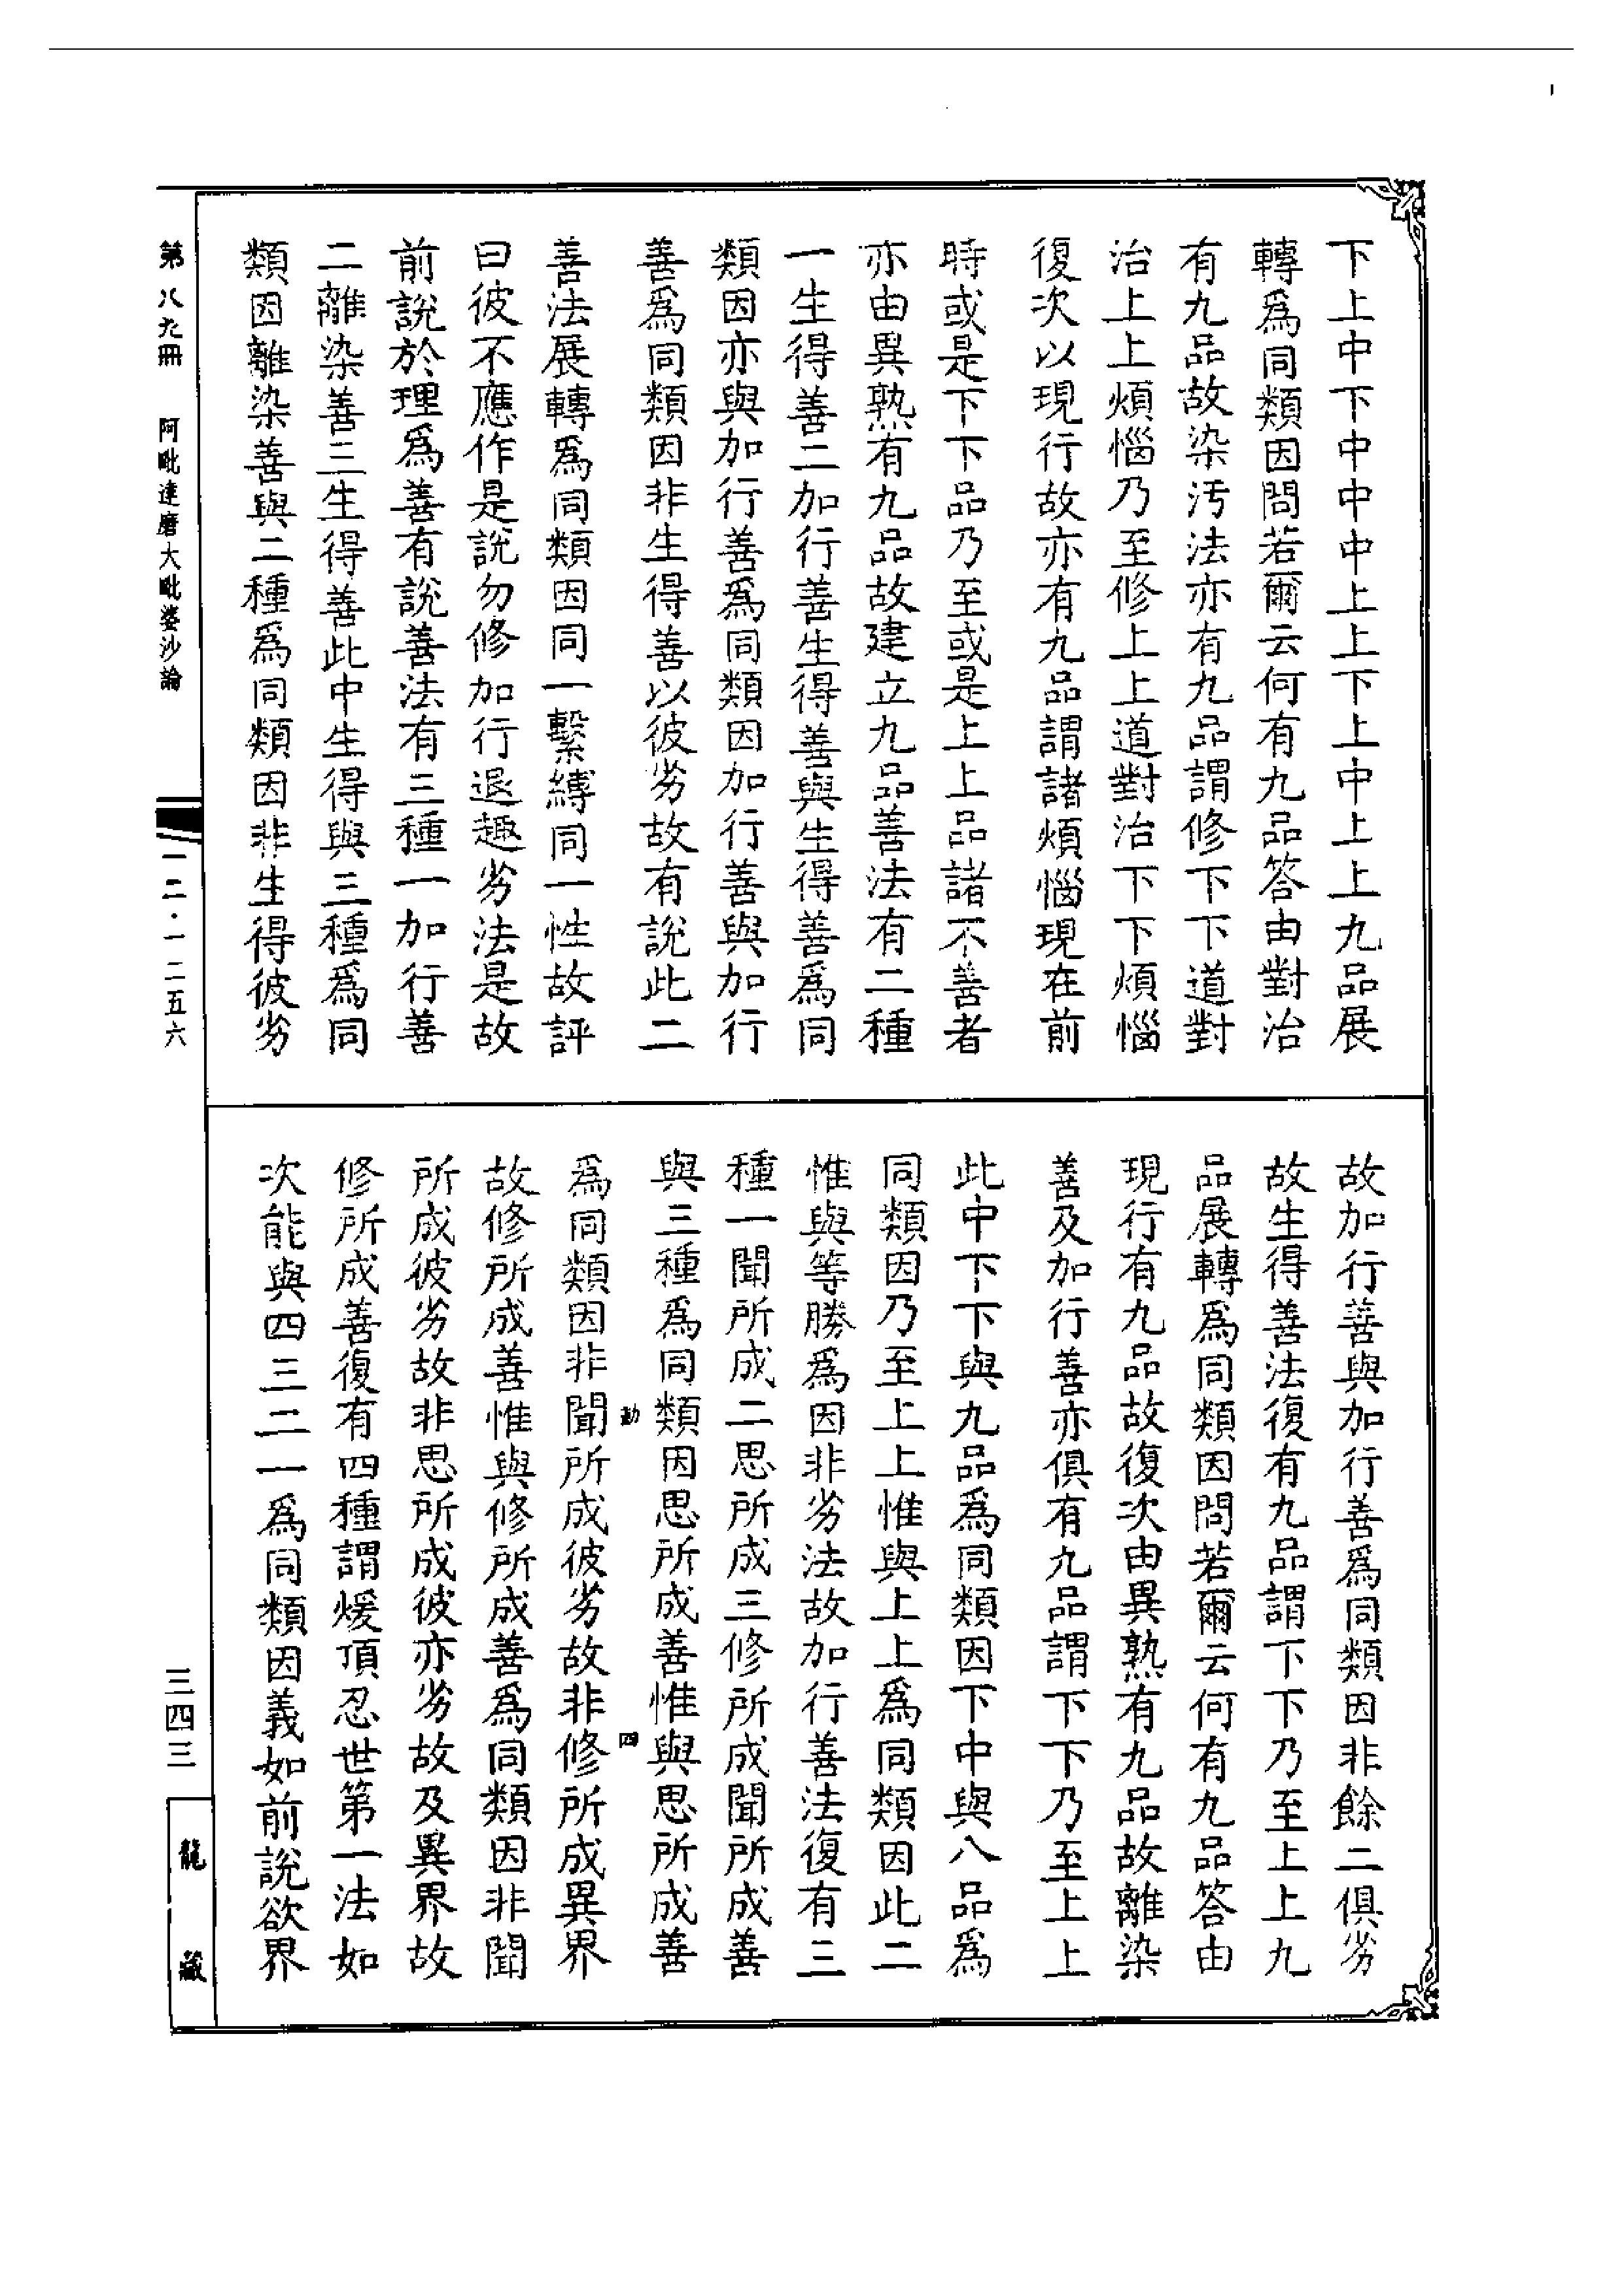 下上中下中中中上上下上中上上九品展
轉為同類因問若爾云何有九品答由對治
有九品故染汚法亦有九品謂修下下道對
治上上煩惱乃至修上上道對治下下煩惱
復次以現行故亦有九品謂諸煩惱現在前
時或是下下品乃至或是上上品諸不善者
亦由異熟有九品故建立九品善法有二種
一生得善二加行善生得善與生得善為同
類因亦與加行善為同類因加行善與加行
善為同類因非生得善以彼劣故有說此二
善法展轉為同類因同一繫縛同一性故評
曰彼不應作是說勿修加行退趣劣法是故
前說於理為善有說善法有三種一加行善
二離染善三生得善此中生得與三種為同
類因離染善與二種為同類因非生得彼劣
故加行善與加行善為同類因非餘二俱劣
故生得善法復有九品謂下下乃至上上九
品展轉為同類因問若爾云何有九品答由
現行有九品故復次由異熟有九品故離染
善及加行善亦俱有九品謂下下乃至上上
此中下下與九品為同類因下中與八品為
同類因乃至上上惟與上上為同類因此二
惟與等勝為因非劣法故加行善法復有三
種一聞所成二思所成三修所成聞所成善
與三種為同類因思所成善惟與思所成善
為同類因非聞所成彼劣故非修所成異界
故修所成善惟與修所成善為同類因非聞
所成彼劣故非思所成彼亦劣故及異界故
修所成善復有四種謂煖頂忍世第一法如
次能與四三二一為同類因義如前說欲界
動
四
第八九冊 阿毗達磨大毗婆沙論
一二·一二五六
三四三
龍藏